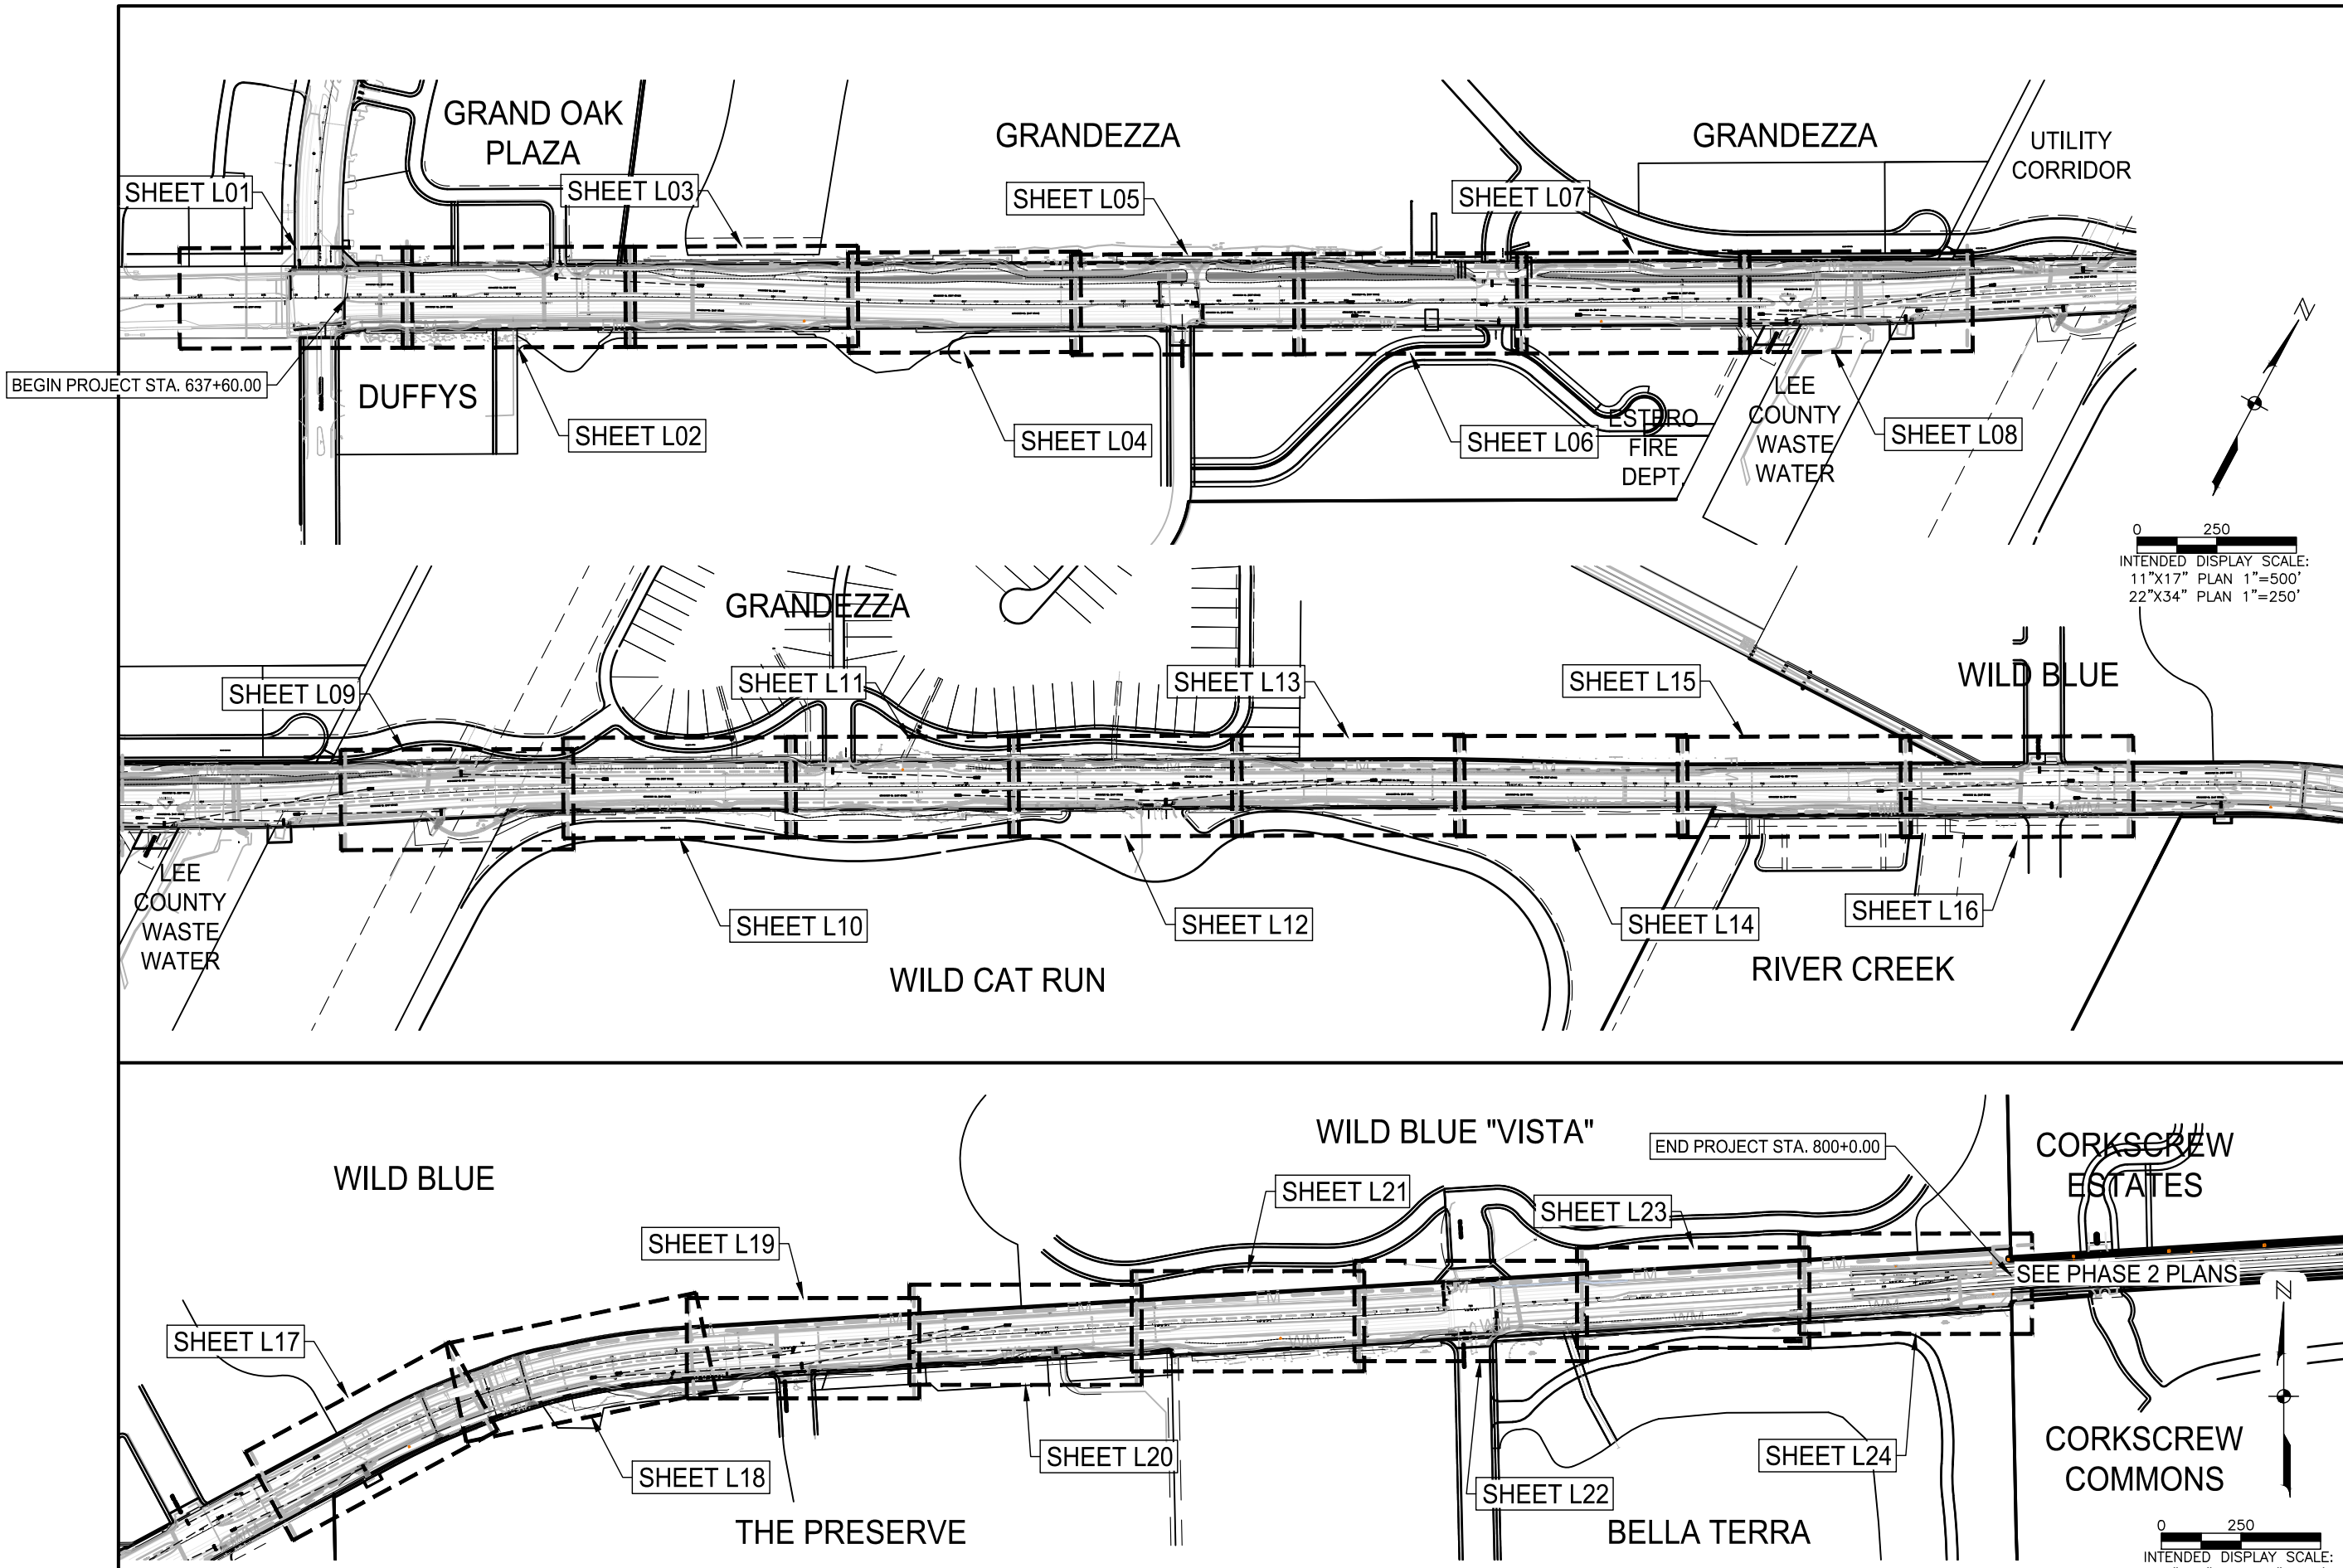 GRAND OAK
PLAZA
GRANDEZZA
GRANDEZZA
UTILITY
CORRIDOR
SHEET L01
SHEET L03
SHEET L05
SHEET L07
BEGIN PROJECT STA. 637+60.00
DUFFYS
SHEET L02
SHEET L04
SHEET L06
ESTERO
FIRE
DEPT.
LEE
COUNTY
WASTE
WATER
SHEET L08
N
0 250
INTENDED DISPLAY SCALE:
11"X17" PLAN 1"=500'
22"X34" PLAN 1"=250'
GRANDEZZA
WILD BLUE
SHEET L09
SHEET L11
SHEET L13
SHEET L15
LEE
COUNTY
WASTE
WATER
SHEET L10
SHEET L12
SHEET L14
SHEET L16
WILD CAT RUN
RIVER CREEK
WILD BLUE
WILD BLUE "VISTA"
END PROJECT STA. 800+0.00
CORKSCREW
ESTATES
SHEET L17
SHEET L19
SHEET L21
SHEET L23
SEE PHASE 2 PLANS
N
SHEET L18
SHEET L20
SHEET L22
SHEET L24
THE PRESERVE
BELLA TERRA
CORKSCREW
COMMONS
0 250
INTENDED DISPLAY SCALE: